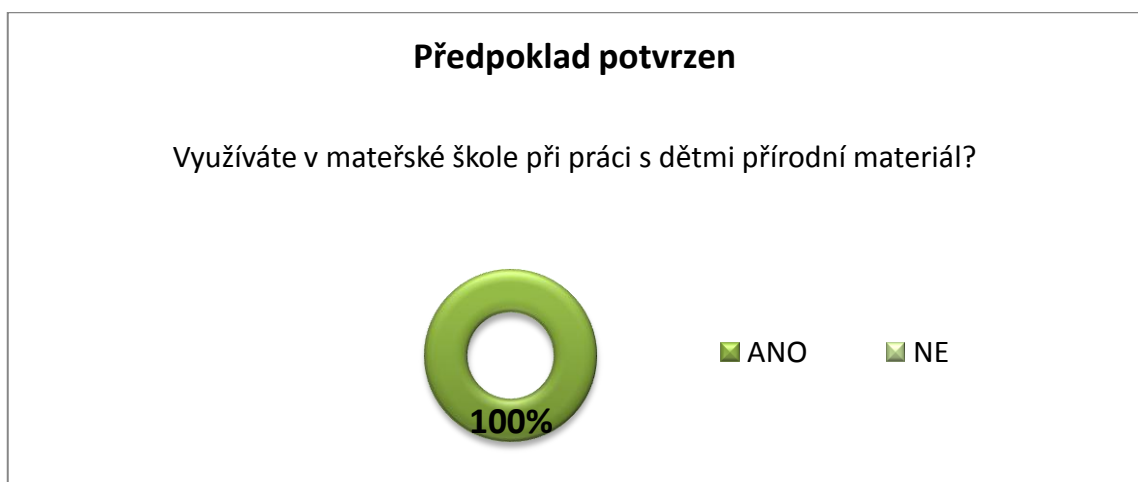 Předpoklad potvrzen
Využíváte v mateřské škole při práci s dětmi přírodní materiál?
ANO NE
100%